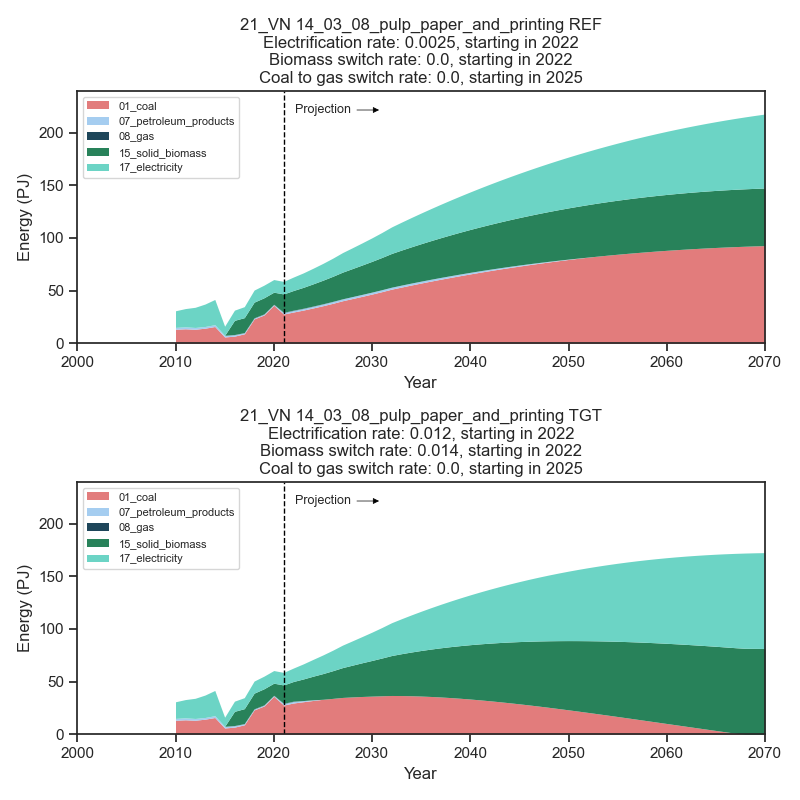 21_VN 14_03_08_pulp_paper_and_printing REF
Electrification rate: 0.0025, starting in 2022
Biomass switch rate: 0.0, starting in 2022
Coal to gas switch rate: 0.0, starting in 2025
Projection
01_coal
07_petroleum_products
08_gas
15_solid_biomass
17_electricity
Energy (PJ)
200
150
100
50
0
2000 2010 2020 2030 2040 2050 2060 2070
Year
21_VN 14_03_08_pulp_paper_and_printing TGT
Electrification rate: 0.012, starting in 2022
Biomass switch rate: 0.014, starting in 2022
Coal to gas switch rate: 0.0, starting in 2025
Projection
01_coal
07_petroleum_products
08_gas
15_solid_biomass
17_electricity
Energy (PJ)
200
150
100
50
0
2000 2010 2020 2030 2040 2050 2060 2070
Year